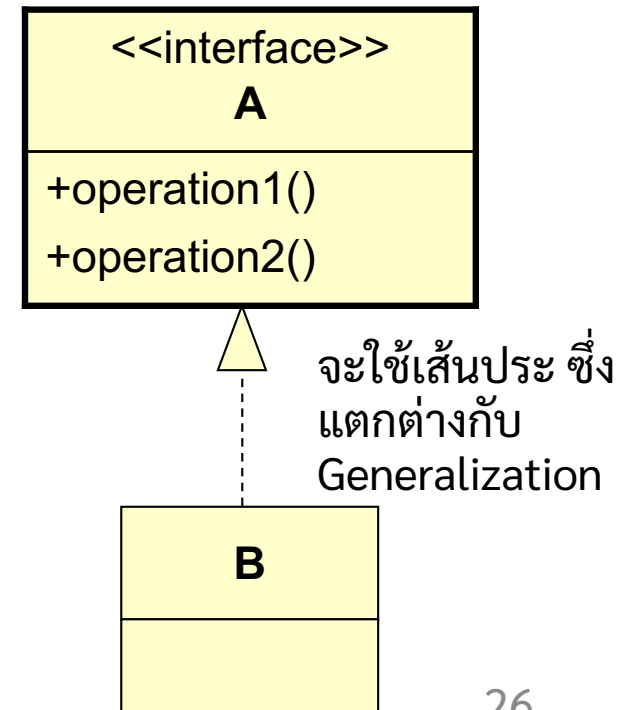 <<interface>>
A
+operation1()
+operation2()
จะใช้เส้นประ ซึ่ง
แตกต่างกับ
Generalization
B
26